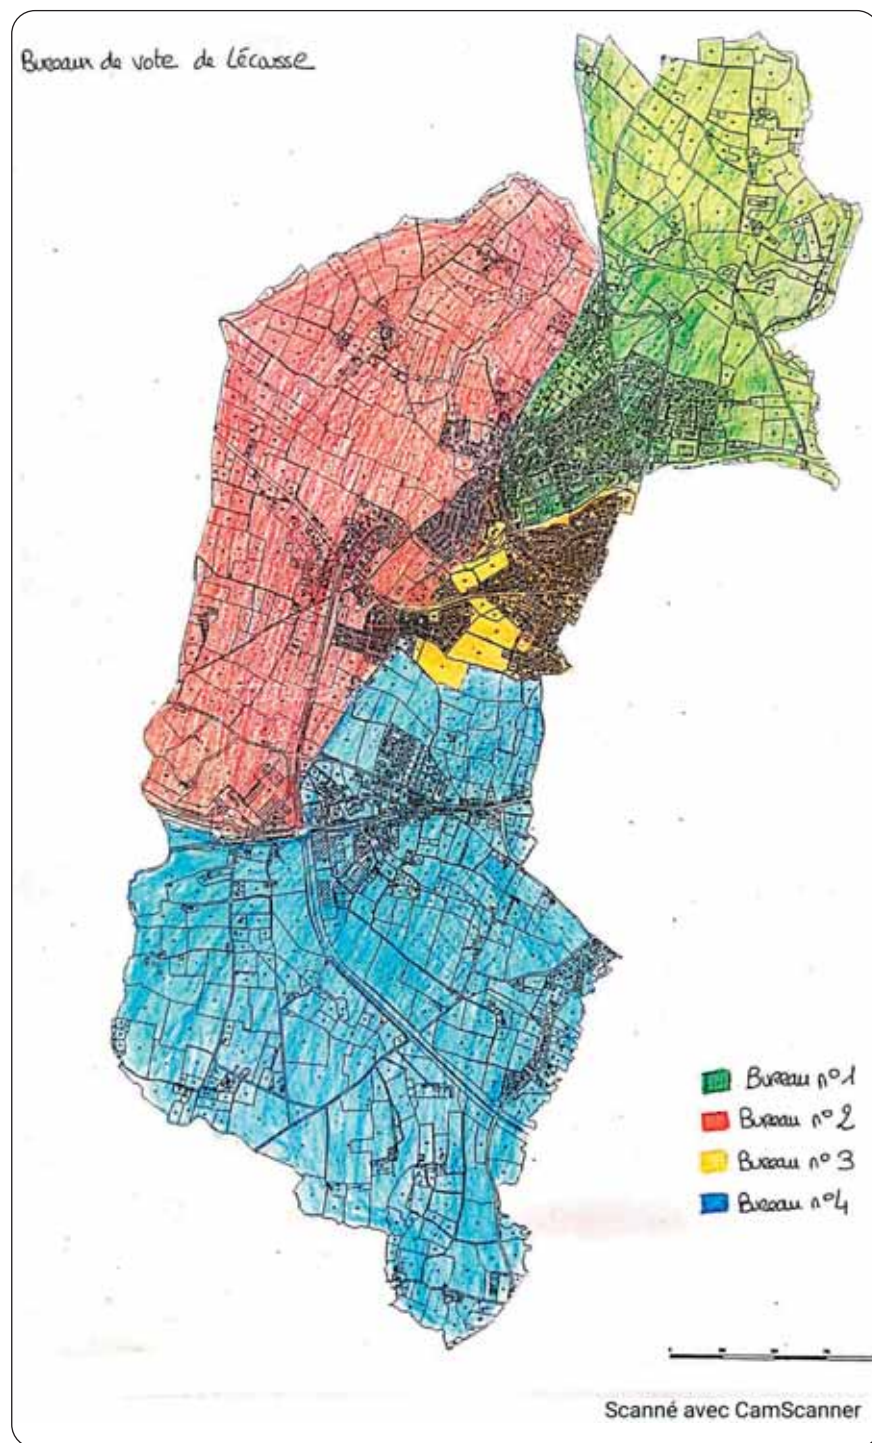 Bureaux de vote de Lécousse
Bureau n° 1
Bureau n° 2
Bureau n° 3
Bureau n° 4
Scanné avec CamScanner